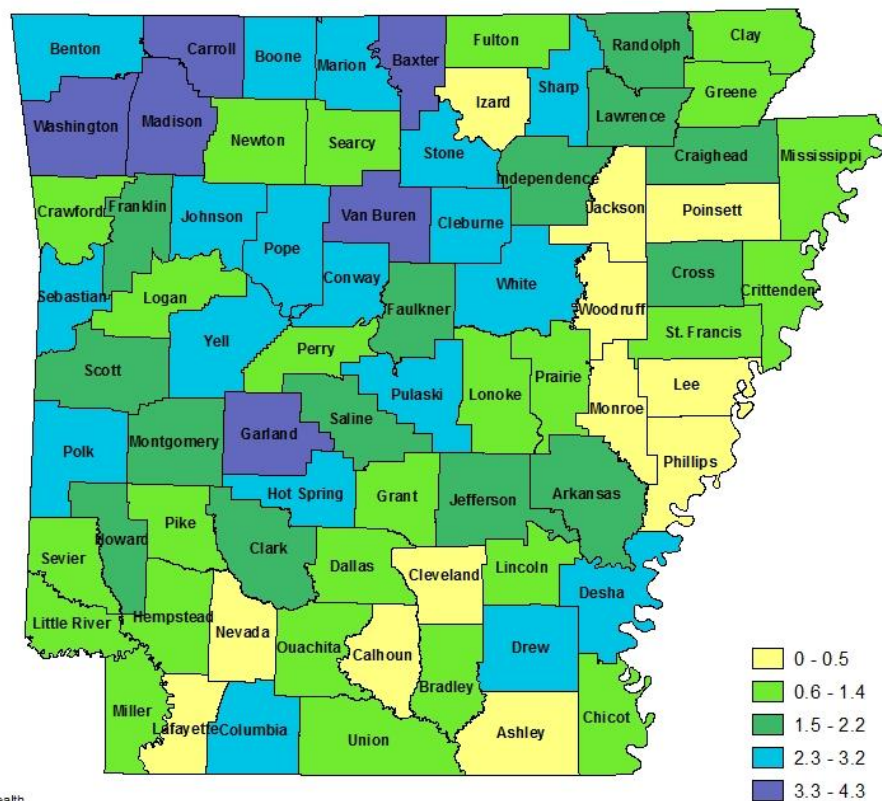 Benton
Carroll
Boone
Marion
Baxter
Fulton
Randolph
Clay
Izard
Sharp
Greene
Washington
Madison
Lawrence
Newton
Searcy
Stone
Independence
Craighead
Mississippi
Crawford
Franklin
Johnson
Van Buren
Cleburne
Jackson
Poinsett
Pope
Sebastian
Logan
Conway
White
Woodruff
Cross
Crittenden
Faulkner
St. Francis
Yell
Perry
Scott
Pulaski
Lonoke
Prairie
Lee
Monroe
Saline
Garland
Montgomery
Polk
Phillips
Hot Spring
Grant
Jefferson
Arkansas
Howard
Pike
Clark
Sevier
Dallas
Cleveland
Lincoln
Desha
Little River
Hempstead
Nevada
Ouachita
Calhoun
Drew
Bradley
Miller
Lafayette
Columbia
Union
Ashley
Chicot
0 - 0.5
0.6 - 1.4
1.5 - 2.2
2.3 - 3.2
3.3 - 4.3